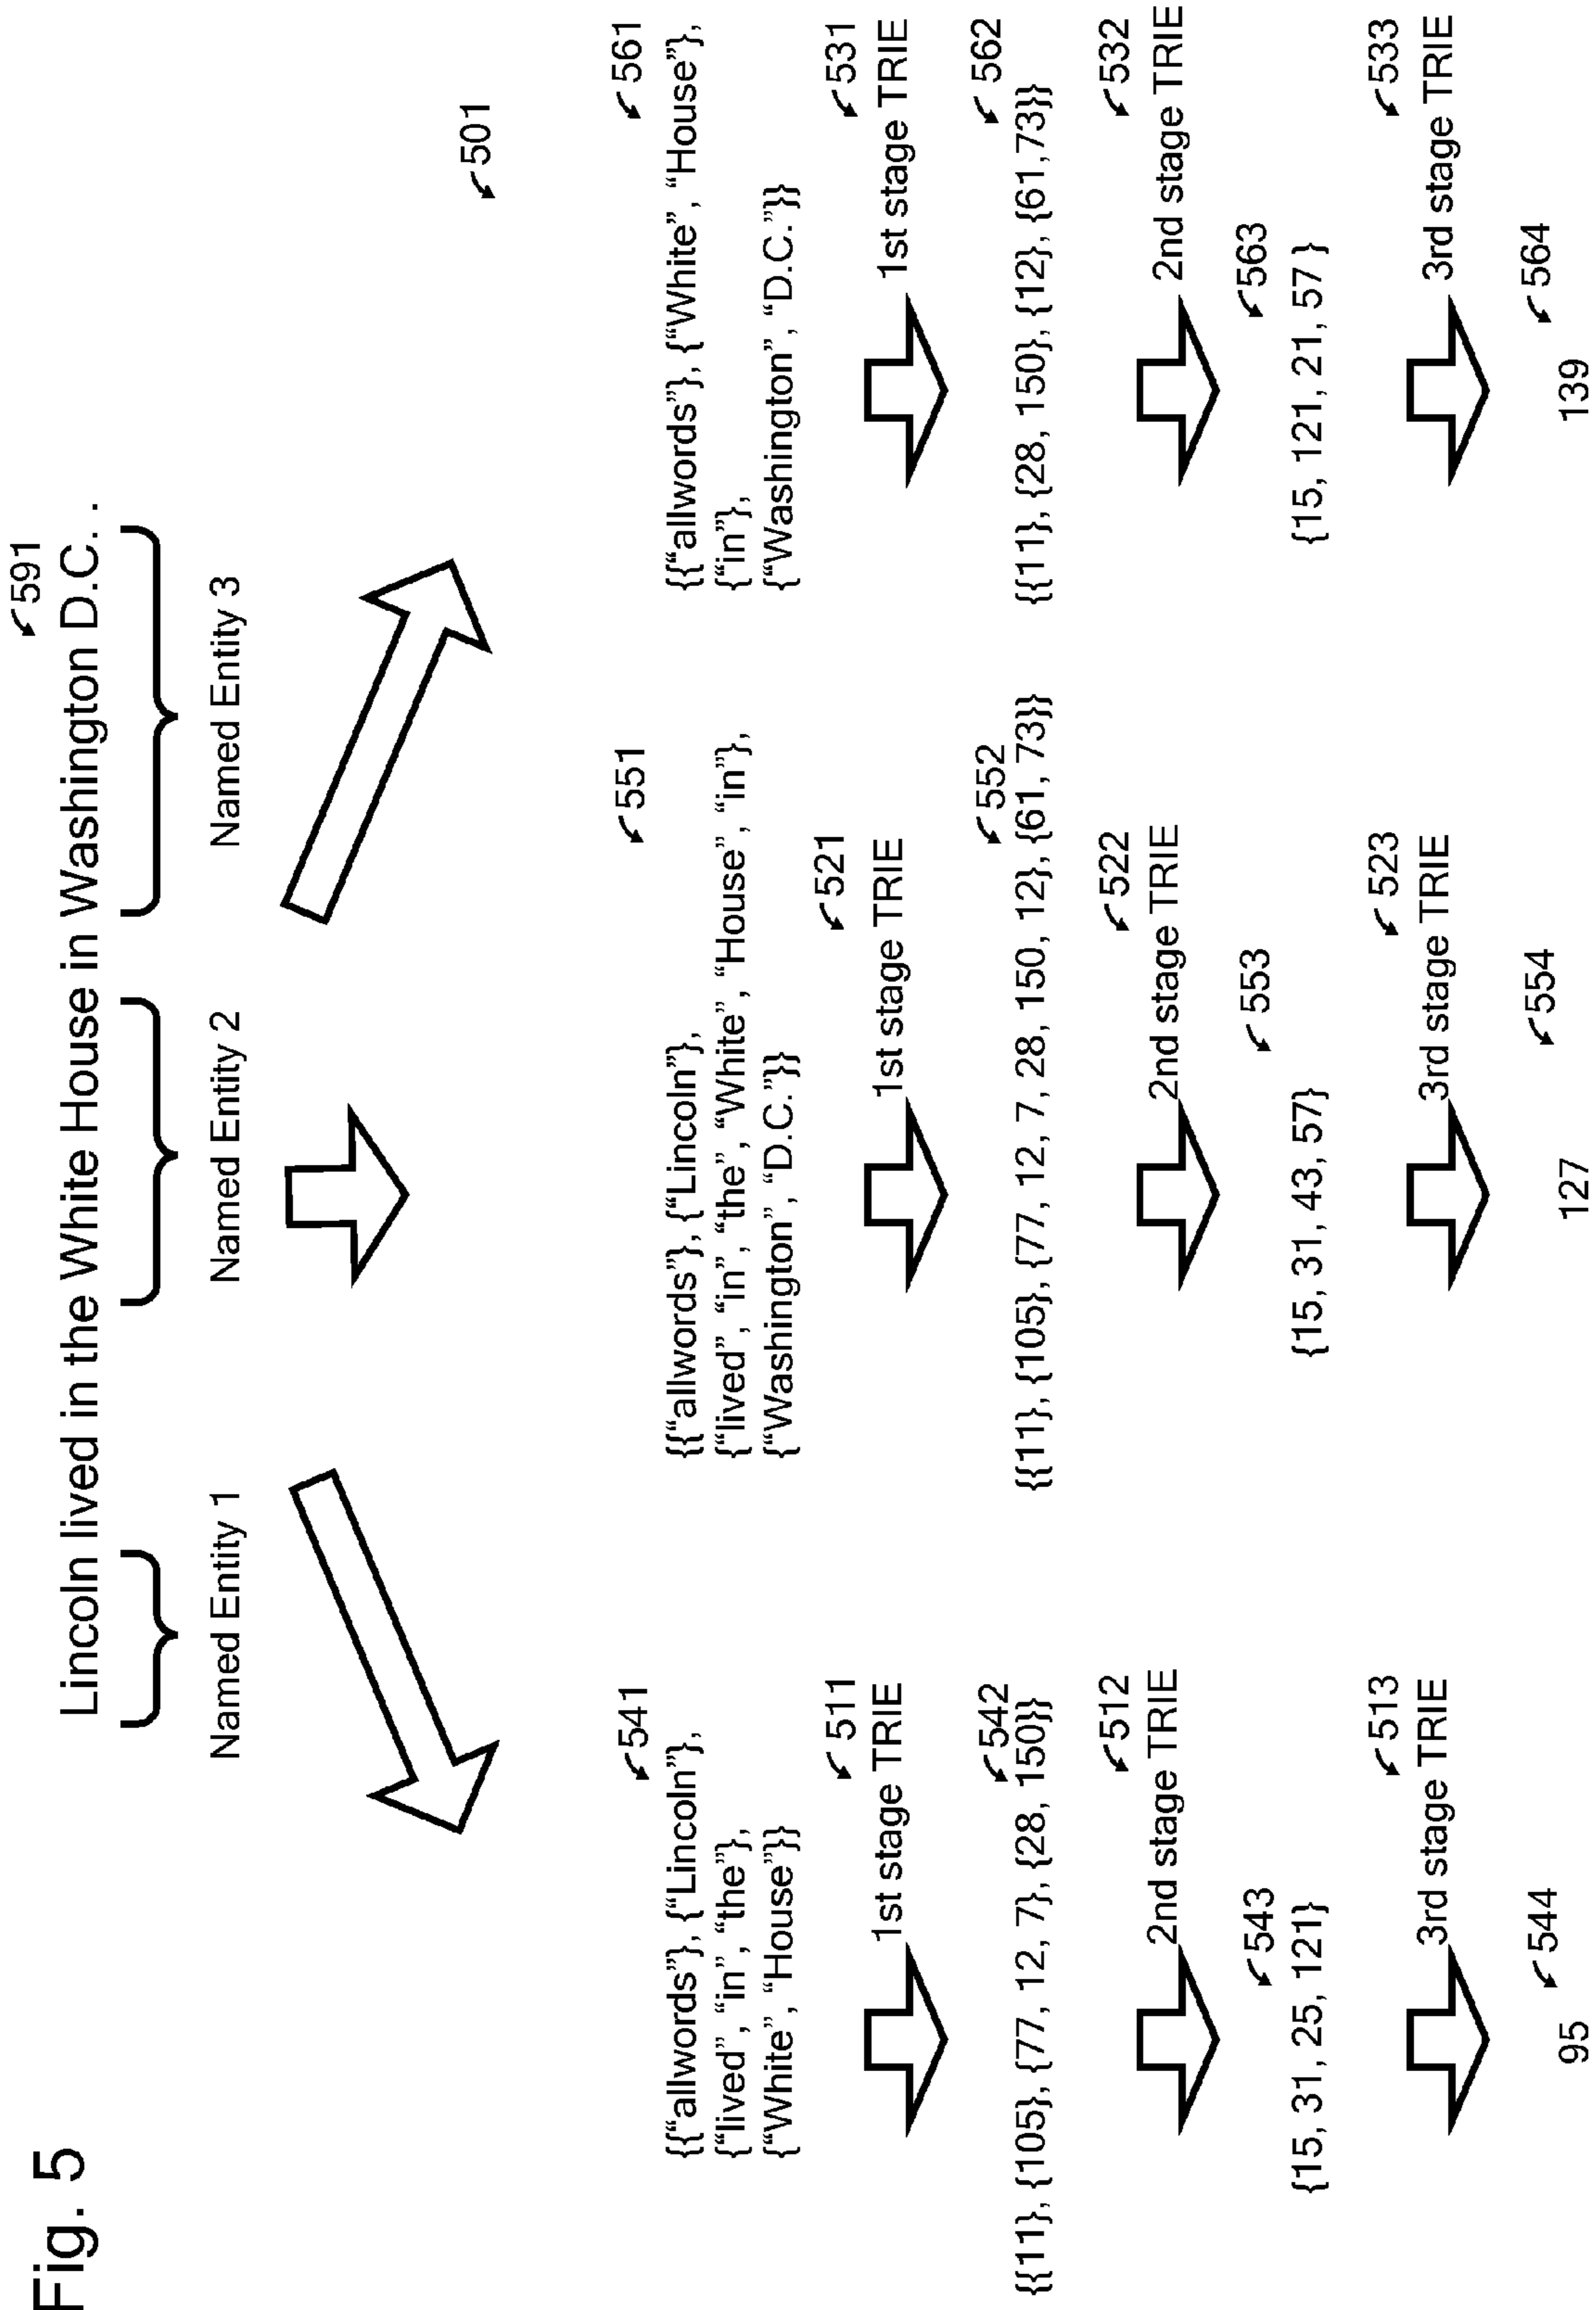 Fig. 5
591
Lincoln lived in the White House in Washington D.C. .
Named Entity 1
Named Entity 2
Named Entity 3
501
541
{{“allwords”}, {“Lincoln”},
{“lived”, “in”, “the”},
{“White”, “House”}}
511
1st stage TRIE
542
{{11}, {105}, {77, 12, 7}, {28, 150}}
512
2nd stage TRIE
543
{15, 31, 25, 121}
513
3rd stage TRIE
544
95
551
{{“allwords”}, {“Lincoln”},
{“lived”, “in”, “the”, “White”, “House”, “in”},
{“Washington”, “D.C.”}}
521
1st stage TRIE
552
{{11}, {105}, {77, 12, 7, 28, 150, 12}, {61, 73}}
522
2nd stage TRIE
553
{15, 31, 43, 57}
523
3rd stage TRIE
554
127
561
{{“allwords”}, {“White”, “House”},
{“in”},
{“Washington”, “D.C.”}}
531
1st stage TRIE
562
{{11}, {28, 150}, {12}, {61,73}}
532
2nd stage TRIE
563
{15, 121, 21, 57 }
533
3rd stage TRIE
564
139